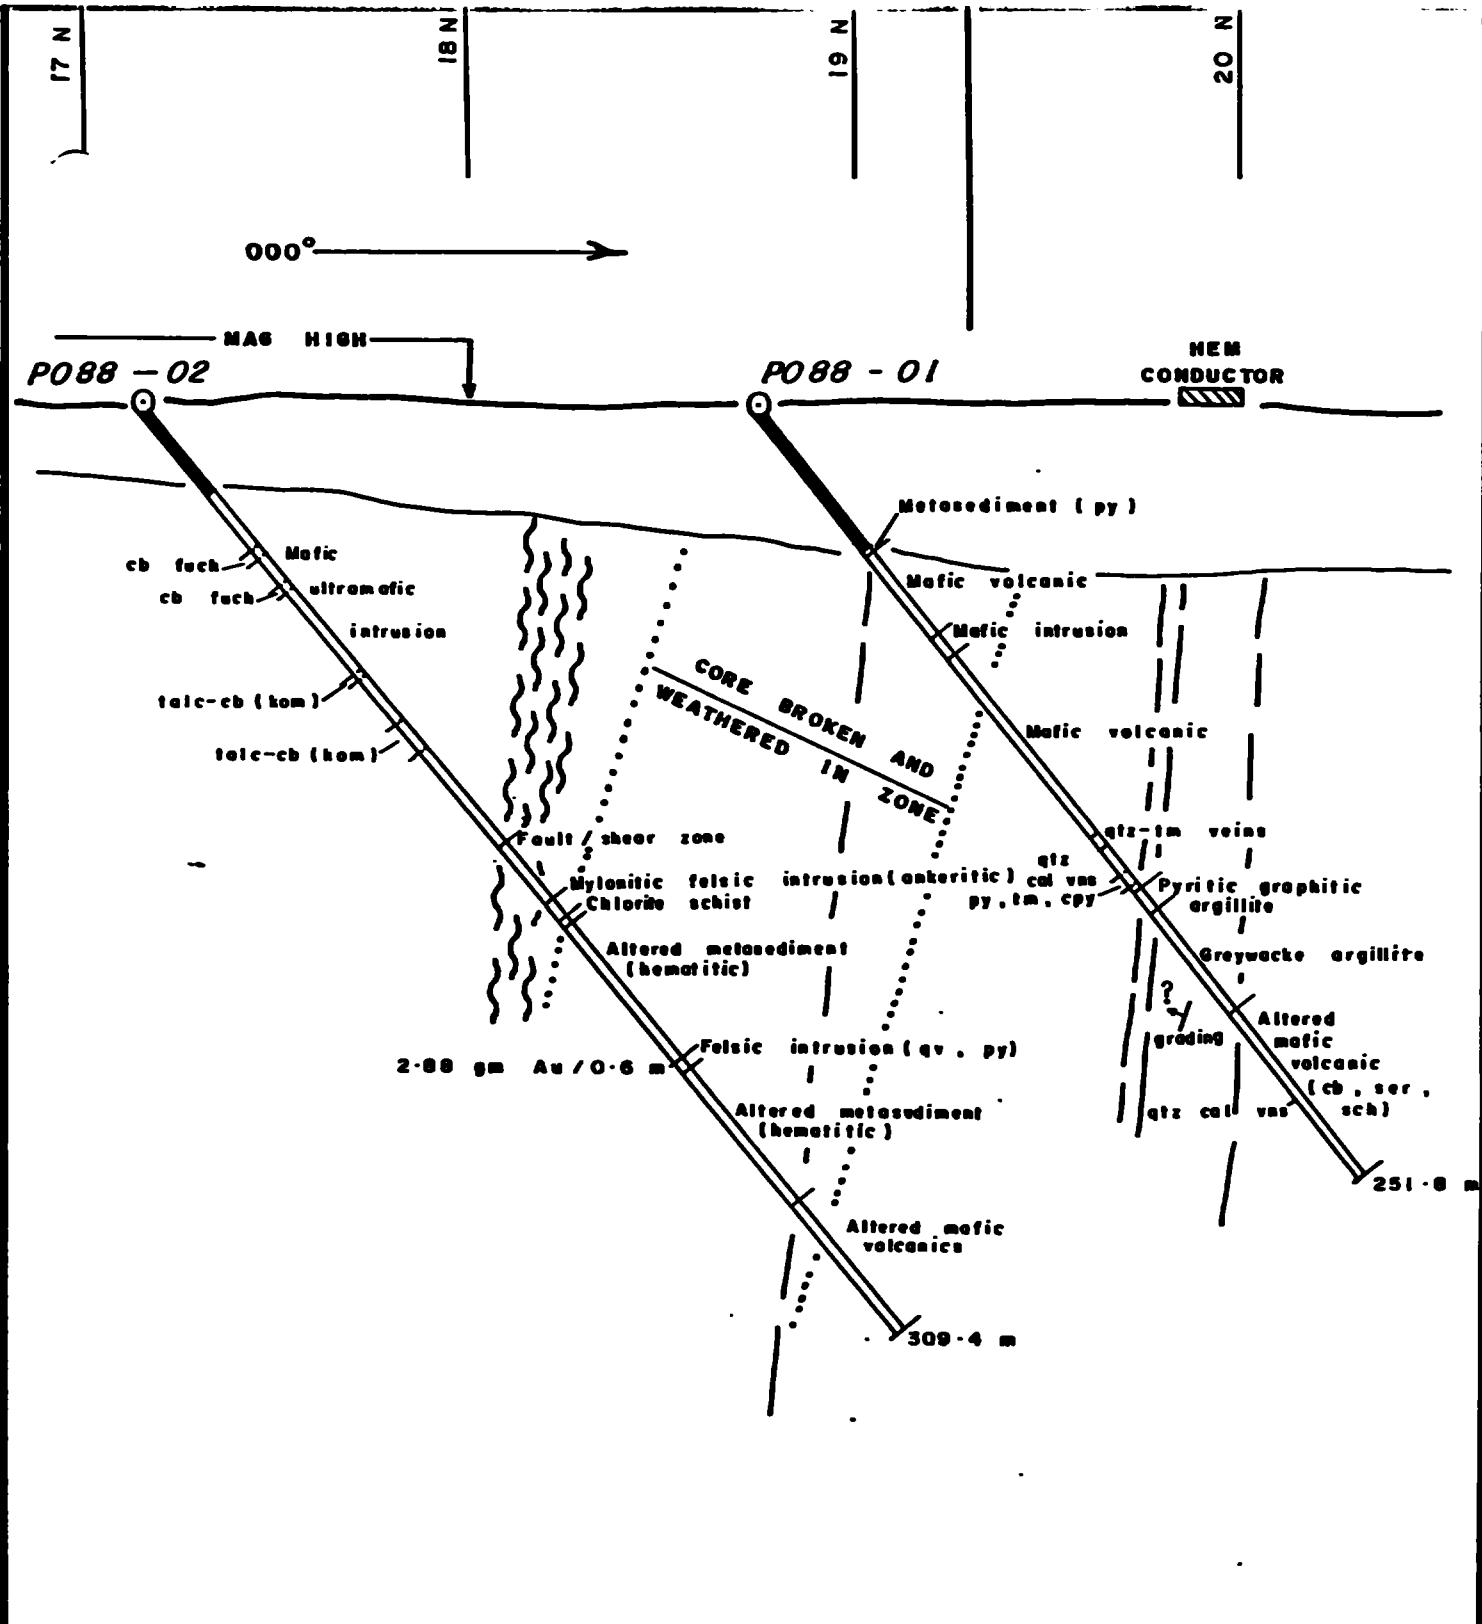 17 N
18 N
19 N
20 N
000°
MAG HIGH
HEM
CONDUCTOR
PO88 - 02
PO88 - 01
Metasediment (py)
cb fuch
Mafic
cb fuch
ultramafic
intrusion
talc-cb (kom)
talc-cb (kom)
Mafic volcanic
Mafic intrusion
CORE BROKEN AND
WEATHERED IN ZONE
Mafic volcanic
Fault / shear zone
qtz-tm veins
Mylonitic felsic intrusion (ankeritic)
Chlorite schist
qtz
cal vns
py, tm, cpy
Pyritic graphitic
argillite
Altered metasediment
(hematitic)
Greywacke argillite
?
grading
Altered
mafic
volcanic
(cb, ser,
sch)
qtz cal vns
2.88 gm Au/0.6 m
Felsic intrusion (qv, py)
Altered metasediment
(hematitic)
251.8 m
Altered mafic
volcanics
309.4 m